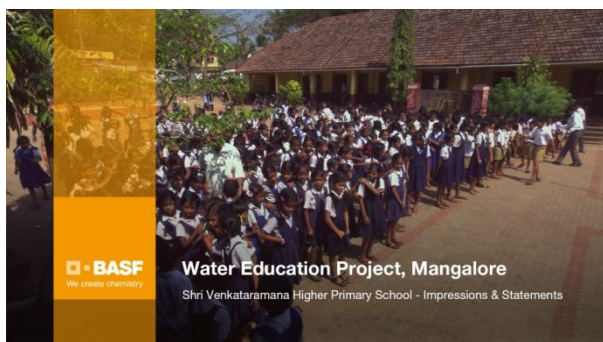 BASF
We create chemistry
Water Education Project, Mangalore
Shri Venkataramana Higher Primary School - Impressions & Statements